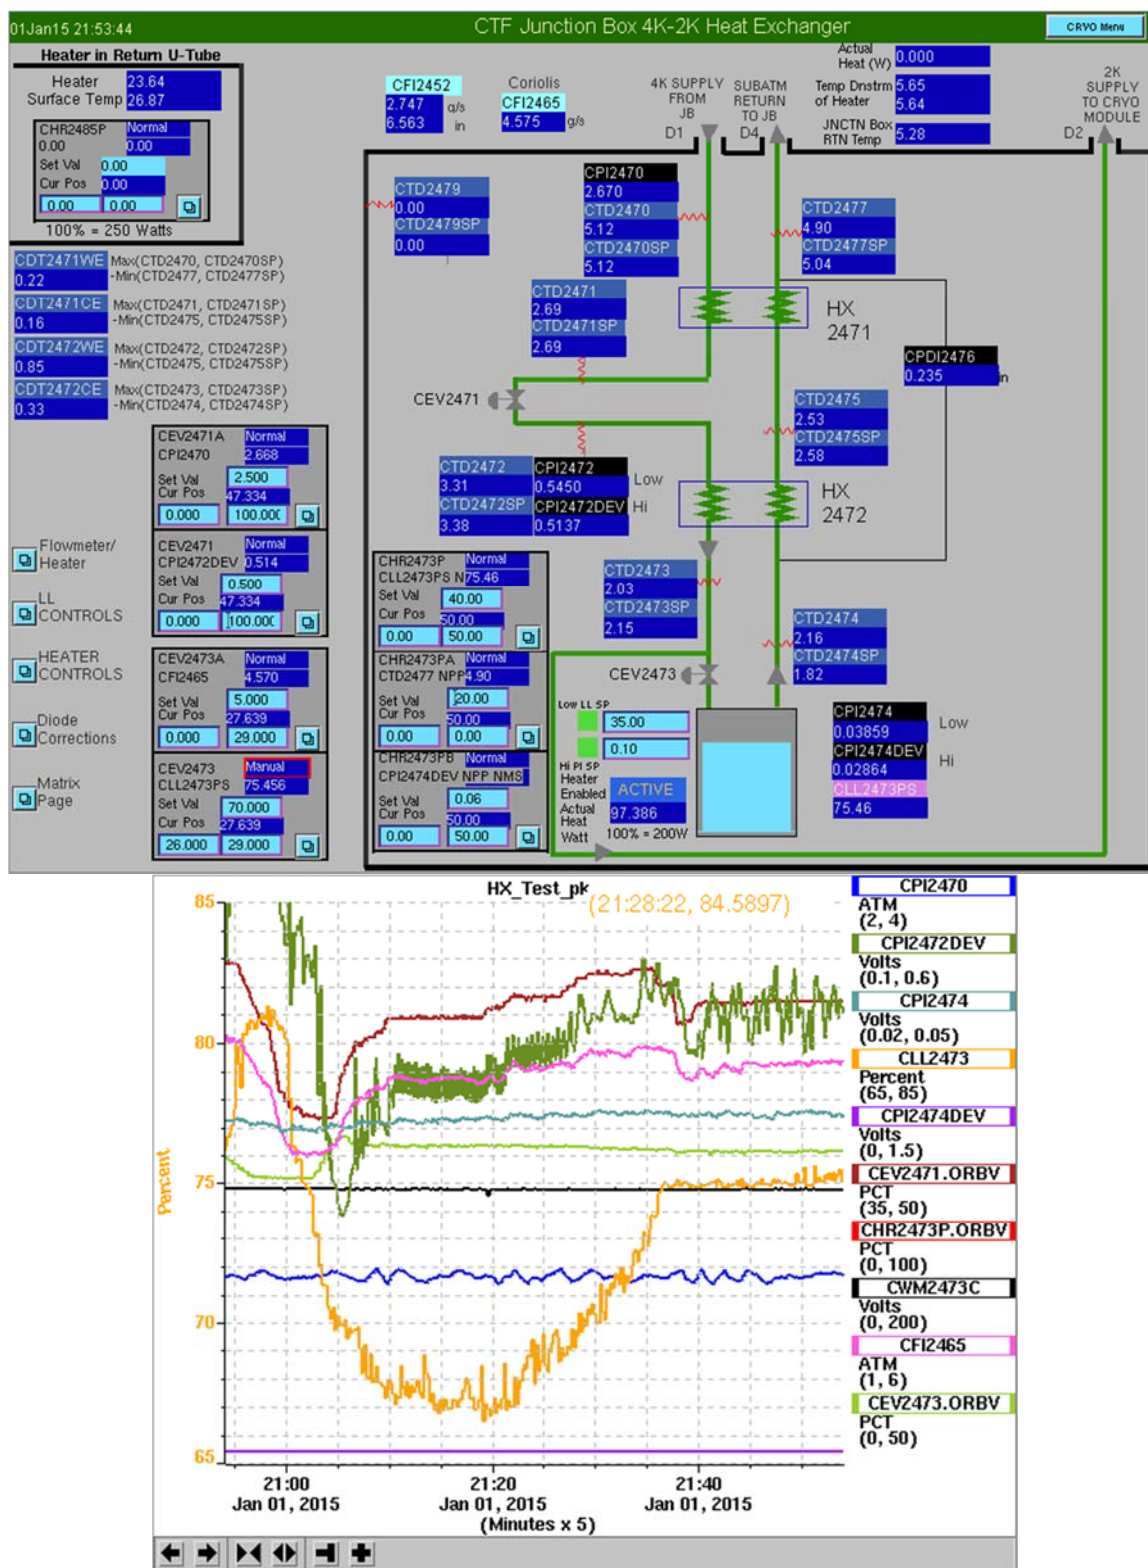 01Jan15 21:53:44
CTF Junction Box 4K-2K Heat Exchanger
CRYO Menu
Heater in Return U-Tube
Heater
Surface Temp
23.64
26.87
CHR2485P Normal
0.00 0.00
Set Val 0.00
Cur Pos 0.00
0.00 0.00
100% = 250 Watts
CFI2452
2.747 g/s
6.563 in
Coriolis
CFI2465
4.575 g/s
4K SUPPLY
FROM
JB
D1
SUBATM
RETURN
TO JB
D4
Actual
Heat (W) 0.000
Temp Dnstrm
of Heater
5.65
5.64
JNCTN Box
RTN Temp 5.28
2K
SUPPLY
TO CRYO
MODULE
D2
CDT2471WE Max(CTD2470, CTD2470SP)
0.22 -Min(CTD2477, CTD2477SP)
CDT2471CE Max(CTD2471, CTD2471SP)
0.16 -Min(CTD2475, CTD2475SP)
CDT2472WE Max(CTD2472, CTD2472SP)
0.85 -Min(CTD2475, CTD2475SP)
CDT2472CE Max(CTD2473, CTD2473SP)
0.33 -Min(CTD2474, CTD2474SP)
CTD2479
0.00
CTD2479SP
0.00
CPI2470
2.670
CTD2470
5.12
CTD2470SP
5.12
CTD2477
4.90
CTD2477SP
5.04
CTD2471
2.69
CTD2471SP
2.69
HX
2471
CPDI2476
0.235 in
CEV2471
CTD2475
2.53
CTD2475SP
2.58
CTD2472
3.31
CTD2472SP
3.38
CPI2472
0.5450 Low
CPI2472DEV Hi
0.5137
HX
2472
CEV2471A Normal
CPI2470 2.668
Set Val 2.500
Cur Pos 47.334
0.000 100.000
CEV2471 Normal
CPI2472DEV 0.514
Set Val 0.500
Cur Pos 47.334
0.000 100.000
CEV2473A Normal
CFI2465 4.570
Set Val 5.000
Cur Pos 27.639
0.000 29.000
CEV2473 Manual
CLL2473PS 75.456
Set Val 70.000
Cur Pos 27.639
26.000 29.000
Flowmeter/
Heater
LL
CONTROLS
HEATER
CONTROLS
Diode
Corrections
Matrix
Page
CHR2473P Normal
CLL2473PS N 75.46
Set Val 40.00
Cur Pos 50.00
0.00 50.00
CHR2473PA Normal
CTD2477 NPP 4.90
Set Val 20.00
Cur Pos 50.00
50.00 0.00
CHR2473PB Normal
CPI2474DEV NPP NMS
Set Val 0.06
Cur Pos 50.00
0.00 50.00
CTD2473
2.03
CTD2473SP
2.15
CTD2474
2.16
CTD2474SP
1.82
CEV2473
Low LL SP
35.00
0.10
Hi PI SP
Heater
Enabled ACTIVE
Actual
Heat 97.386
Watt 100% = 200W
CPI2474
0.03859 Low
CPI2474DEV Hi
0.02864
CLL2473PS
75.46
HX_Test_pk
(21:28:22, 84.5897)
85
80
75
70
65
Percent
21:00
Jan 01, 2015
21:20
Jan 01, 2015
21:40
Jan 01, 2015
(Minutes x 5)
CPI2470
ATM
(2, 4)
CPI2472DEV
Volts
(0.1, 0.6)
CPI2474
Volts
(0.02, 0.05)
CLL2473
Percent
(65, 85)
CPI2474DEV
Volts
(0, 1.5)
CEV2471.ORBV
PCT
(35, 50)
CHR2473P.ORBV
PCT
(0, 100)
CWM2473C
Volts
(0, 200)
CFI2465
ATM
(1, 6)
CEV2473.ORBV
PCT
(0, 50)